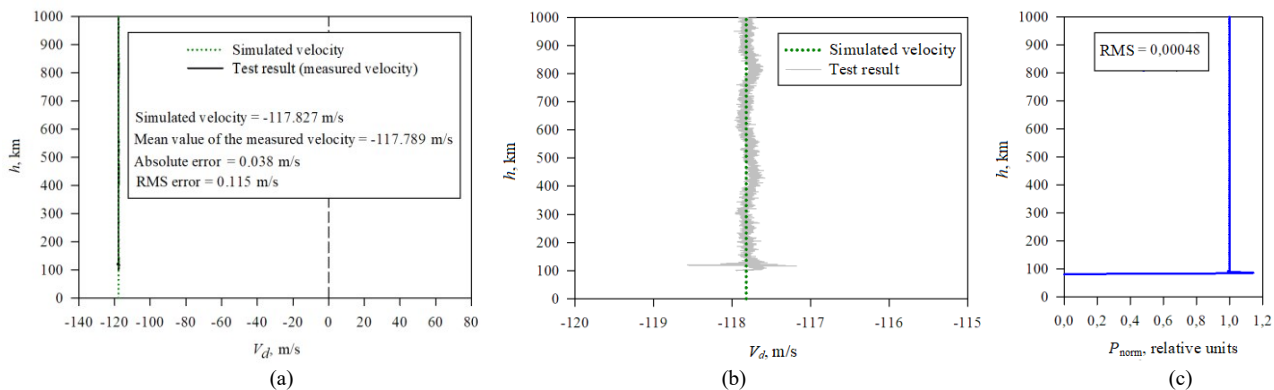 1000
900
800
700
600
500
400
300
200
100
0
h, km
Simulated velocity
Test result (measured velocity)
Simulated velocity = -117.827 m/s
Mean value of the measured velocity = -117.789 m/s
Absolute error = 0.038 m/s
RMS error = 0.115 m/s
-140 -120 -100 -80 -60 -40 -20 0 20 40 60 80
Vd, m/s
(a)
1000
900
800
700
600
500
400
300
200
100
0
h, km
Simulated velocity
Test result
-120 -119 -118 -117 -116 -115
Vd, m/s
(b)
1000
900
800
700
600
500
400
300
200
100
0
h, km
RMS = 0,00048
0,0 0,2 0,4 0,6 0,8 1,0 1,2
Pnorm, relative units
(c)